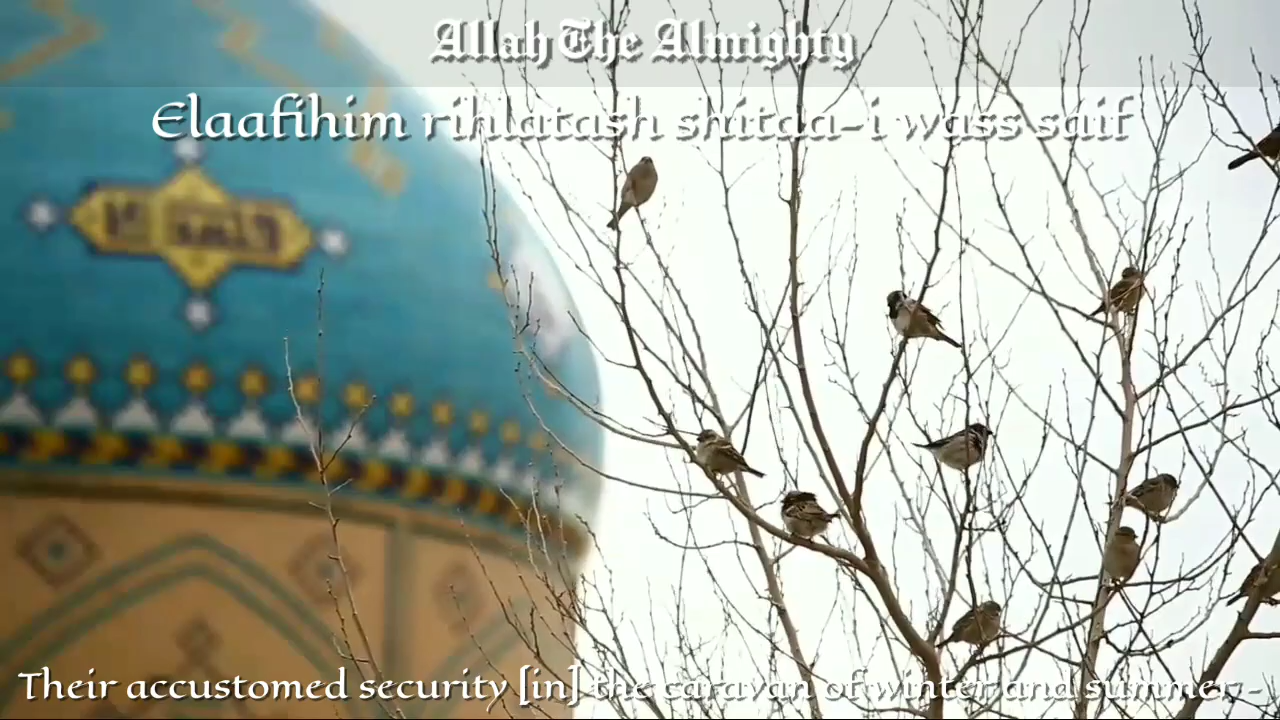 Allah The Almighty
Elaafihim rihlatash shitaa-i wass saif
Their accustomed security [in] the caravan of winter and summer -